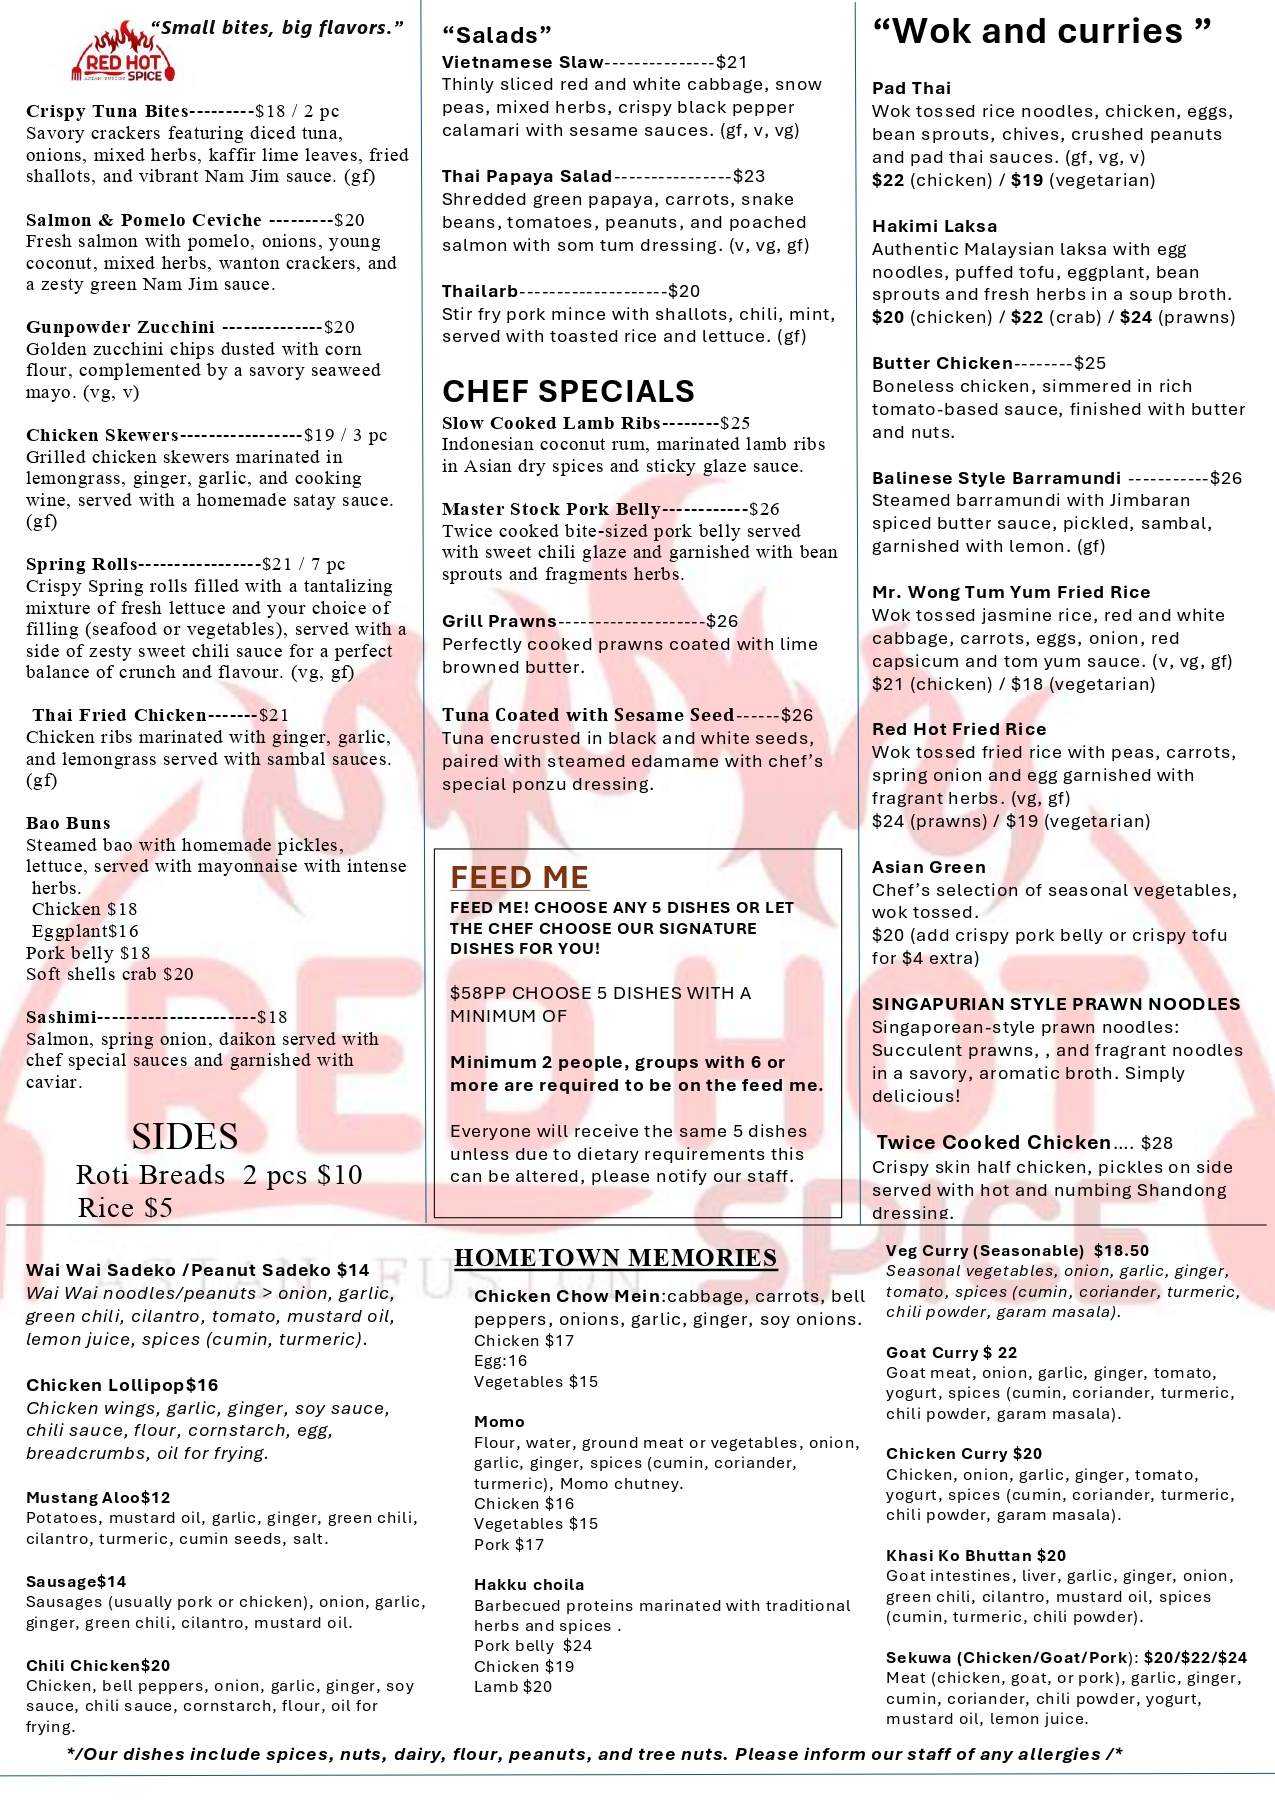 “Small bites, big flavors.”
RED HOT
ASIAN FUSION SPICE
Crispy Tuna Bites---------$18 / 2 pc
Savory crackers featuring diced tuna,
onions, mixed herbs, kaffir lime leaves, fried
shallots, and vibrant Nam Jim sauce. (gf)
Salmon & Pomelo Ceviche ---------$20
Fresh salmon with pomelo, onions, young
coconut, mixed herbs, wanton crackers, and
a zesty green Nam Jim sauce.
Gunpowder Zucchini --------------$20
Golden zucchini chips dusted with corn
flour, complemented by a savory seaweed
mayo. (vg, v)
Chicken Skewers-----------------$19 / 3 pc
Grilled chicken skewers marinated in
lemongrass, ginger, garlic, and cooking
wine, served with a homemade satay sauce.
(gf)
Spring Rolls-----------------$21 / 7 pc
Crispy Spring rolls filled with a tantalizing
mixture of fresh lettuce and your choice of
filling (seafood or vegetables), served with a
side of zesty sweet chili sauce for a perfect
balance of crunch and flavour. (vg, gf)
Thai Fried Chicken-------$21
Chicken ribs marinated with ginger, garlic,
and lemongrass served with sambal sauces.
(gf)
Bao Buns
Steamed bao with homemade pickles,
lettuce, served with mayonnaise with intense
herbs.
Chicken $18
Eggplant$16
Pork belly $18
Soft shells crab $20
Sashimi----------------------$18
Salmon, spring onion, daikon served with
chef special sauces and garnished with
caviar.
SIDES
Roti Breads 2 pcs $10
Rice $5
“Salads”
Vietnamese Slaw---------------$21
Thinly sliced red and white cabbage, snow
peas, mixed herbs, crispy black pepper
calamari with sesame sauces. (gf, v, vg)
Thai Papaya Salad----------------$23
Shredded green papaya, carrots, snake
beans, tomatoes, peanuts, and poached
salmon with som tum dressing. (v, vg, gf)
Thailarb--------------------$20
Stir fry pork mince with shallots, chili, mint,
served with toasted rice and lettuce. (gf)
CHEF SPECIALS
Slow Cooked Lamb Ribs--------$25
Indonesian coconut rum, marinated lamb ribs
in Asian dry spices and sticky glaze sauce.
Master Stock Pork Belly------------$26
Twice cooked bite-sized pork belly served
with sweet chili glaze and garnished with bean
sprouts and fragments herbs.
Grill Prawns--------------------$26
Perfectly cooked prawns coated with lime
browned butter.
Tuna Coated with Sesame Seed------$26
Tuna encrusted in black and white seeds,
paired with steamed edamame with chef’s
special ponzu dressing.
FEED ME
FEED ME! CHOOSE ANY 5 DISHES OR LET
THE CHEF CHOOSE OUR SIGNATURE
DISHES FOR YOU!
$58PP CHOOSE 5 DISHES WITH A
MINIMUM OF
Minimum 2 people, groups with 6 or
more are required to be on the feed me.
Everyone will receive the same 5 dishes
unless due to dietary requirements this
can be altered, please notify our staff.
“Wok and curries ”
Pad Thai
Wok tossed rice noodles, chicken, eggs,
bean sprouts, chives, crushed peanuts
and pad thai sauces. (gf, vg, v)
$22 (chicken) / $19 (vegetarian)
Hakimi Laksa
Authentic Malaysian laksa with egg
noodles, puffed tofu, eggplant, bean
sprouts and fresh herbs in a soup broth.
$20 (chicken) / $22 (crab) / $24 (prawns)
Butter Chicken--------$25
Boneless chicken, simmered in rich
tomato-based sauce, finished with butter
and nuts.
Balinese Style Barramundi -----------$26
Steamed barramundi with Jimbaran
spiced butter sauce, pickled, sambal,
garnished with lemon. (gf)
Mr. Wong Tum Yum Fried Rice
Wok tossed jasmine rice, red and white
cabbage, carrots, eggs, onion, red
capsicum and tom yum sauce. (v, vg, gf)
$21 (chicken) / $18 (vegetarian)
Red Hot Fried Rice
Wok tossed fried rice with peas, carrots,
spring onion and egg garnished with
fragrant herbs. (vg, gf)
$24 (prawns) / $19 (vegetarian)
Asian Green
Chef’s selection of seasonal vegetables,
wok tossed.
$20 (add crispy pork belly or crispy tofu
for $4 extra)
SINGAPURIAN STYLE PRAWN NOODLES
Singaporean-style prawn noodles:
Succulent prawns, , and fragrant noodles
in a savory, aromatic broth. Simply
delicious!
Twice Cooked Chicken.... $28
Crispy skin half chicken, pickles on side
served with hot and numbing Shandong
dressing.
RED HOT
SPICE
ASIAN FUSION
HOMETOWN MEMORIES
Wai Wai Sadeko /Peanut Sadeko $14
Wai Wai noodles/peanuts > onion, garlic,
green chili, cilantro, tomato, mustard oil,
lemon juice, spices (cumin, turmeric).
Chicken Lollipop$16
Chicken wings, garlic, ginger, soy sauce,
chili sauce, flour, cornstarch, egg,
breadcrumbs, oil for frying.
Mustang Aloo$12
Potatoes, mustard oil, garlic, ginger, green chili,
cilantro, turmeric, cumin seeds, salt.
Sausage$14
Sausages (usually pork or chicken), onion, garlic,
ginger, green chili, cilantro, mustard oil.
Chili Chicken$20
Chicken, bell peppers, onion, garlic, ginger, soy
sauce, chili sauce, cornstarch, flour, oil for
frying.
Chicken Chow Mein:cabbage, carrots, bell
peppers, onions, garlic, ginger, soy onions.
Chicken $17
Egg:16
Vegetables $15
Momo
Flour, water, ground meat or vegetables, onion,
garlic, ginger, spices (cumin, coriander,
turmeric), Momo chutney.
Chicken $16
Vegetables $15
Pork $17
Hakku choila
Barbecued proteins marinated with traditional
herbs and spices .
Pork belly $24
Chicken $19
Lamb $20
Veg Curry (Seasonable) $18.50
Seasonal vegetables, onion, garlic, ginger,
tomato, spices (cumin, coriander, turmeric,
chili powder, garam masala).
Goat Curry $ 22
Goat meat, onion, garlic, ginger, tomato,
yogurt, spices (cumin, coriander, turmeric,
chili powder, garam masala).
Chicken Curry $20
Chicken, onion, garlic, ginger, tomato,
yogurt, spices (cumin, coriander, turmeric,
chili powder, garam masala).
Khasi Ko Bhuttan $20
Goat intestines, liver, garlic, ginger, onion,
green chili, cilantro, mustard oil, spices
(cumin, turmeric, chili powder).
Sekuwa (Chicken/Goat/Pork): $20/$22/$24
Meat (chicken, goat, or pork), garlic, ginger,
cumin, coriander, chili powder, yogurt,
mustard oil, lemon juice.
*/Our dishes include spices, nuts, dairy, flour, peanuts, and tree nuts. Please inform our staff of any allergies /*